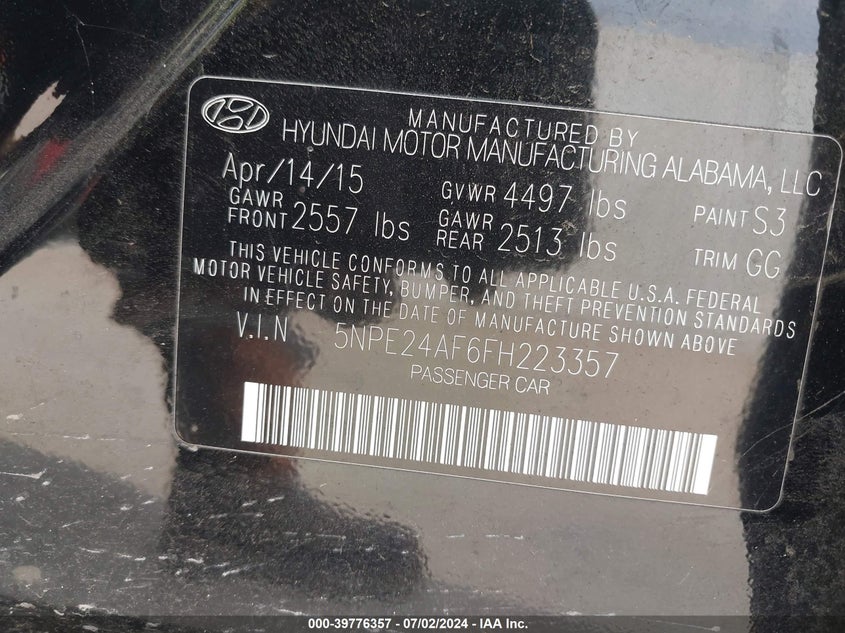 MANUFACTURED BY
HYUNDAI MOTOR MANUFACTURING ALABAMA, LLC
Apr/14/15 GVWR 4497 lbs PAINT S3
GAWR FRONT 2557 lbs GAWR REAR 2513 lbs TRIM GG
THIS VEHICLE CONFORMS TO ALL APPLICABLE U.S.A. FEDERAL
MOTOR VEHICLE SAFETY, BUMPER, AND THEFT PREVENTION STANDARDS
IN EFFECT ON THE DATE OF MANUFACTURE SHOWN ABOVE
V.I.N 5NPE24AF6FH223357
PASSENGER CAR
000-39776357 - 07/02/2024 - IAA Inc.